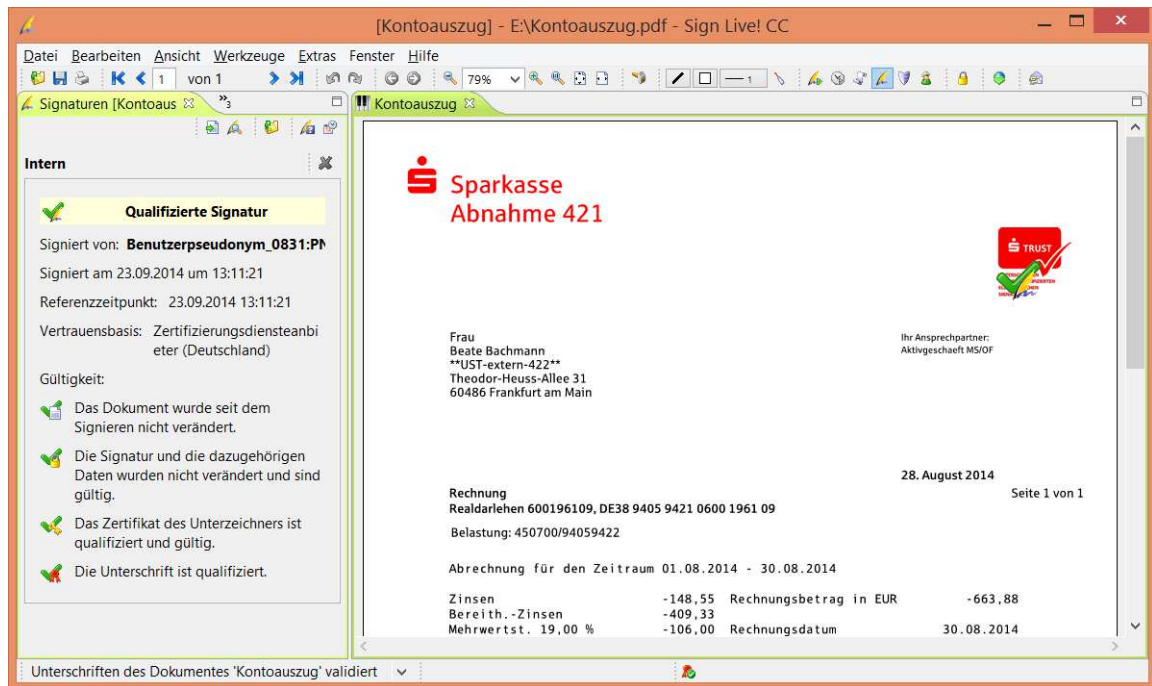 [Kontoauszug] - E:\Kontoauszug.pdf - Sign Live! CC
Datei Bearbeiten Ansicht Werkzeuge Extras Fenster Hilfe
1 von 1 79% 1
Signaturen [Kontoaus 3 Kontoauszug
Intern
Qualifizierte Signatur
Signiert von: Benutzerpseudonym_0831:PN
Signiert am 23.09.2014 um 13:11:21
Referenzzeitpunkt: 23.09.2014 13:11:21
Vertrauensbasis: Zertifizierungsdiensteanbi
eter (Deutschland)
Gültigkeit:
Das Dokument wurde seit dem
Signieren nicht verändert.
Die Signatur und die dazugehörigen
Daten wurden nicht verändert und sind
gültig.
Das Zertifikat des Unterzeichners ist
qualifiziert und gültig.
Die Unterschrift ist qualifiziert.
Sparkasse
Abnahme 421
TRUST
Frau
Beate Bachmann
**UST-extern-422**
Theodor-Heuss-Allee 31
60486 Frankfurt am Main
Ihr Ansprechpartner:
Aktivgeschaeft MS/OF
28. August 2014
Rechnung Seite 1 von 1
Realdarlehen 600196109, DE38 9405 9421 0600 1961 09
Belastung: 450700/94059422
Abrechnung für den Zeitraum 01.08.2014 - 30.08.2014
Zinsen -148,55 Rechnungsbetrag in EUR -663,88
Bereith.-Zinsen -409,33
Mehrwertst. 19,00 % -106,00 Rechnungsdatum 30.08.2014
Unterschriften des Dokumentes 'Kontoauszug' validiert